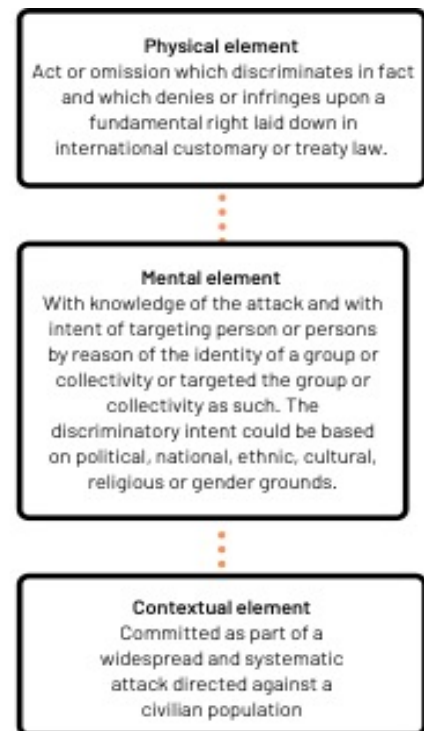 Physical element
Act or omission which discriminates in fact
and which denies or infringes upon a
fundamental right laid down in
international customary or treaty law.
Mental element
With knowledge of the attack and with
intent of targeting person or persons
by reason of the identity of a group or
collectivity or targeted the group or
collectivity as such. The
discriminatory intent could be based
on political, national, ethnic, cultural,
religious or gender grounds.
Contextual element
Committed as part of a
widespread and systematic
attack directed against a
civilian population